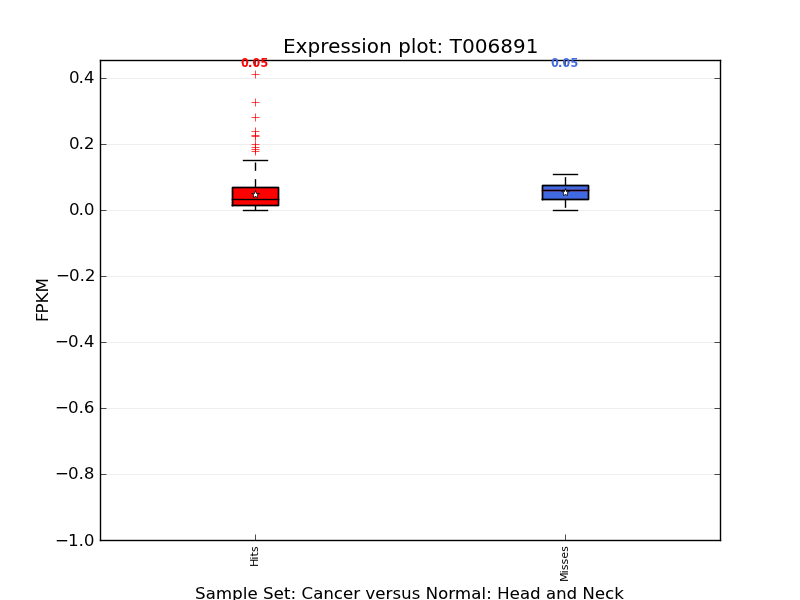 Expression plot: T006891
0.05
0.05
0.4
0.2
0.0
−0.2
−0.4
−0.6
−0.8
−1.0
FPKM
Hits
Misses
Sample Set: Cancer versus Normal: Head and Neck